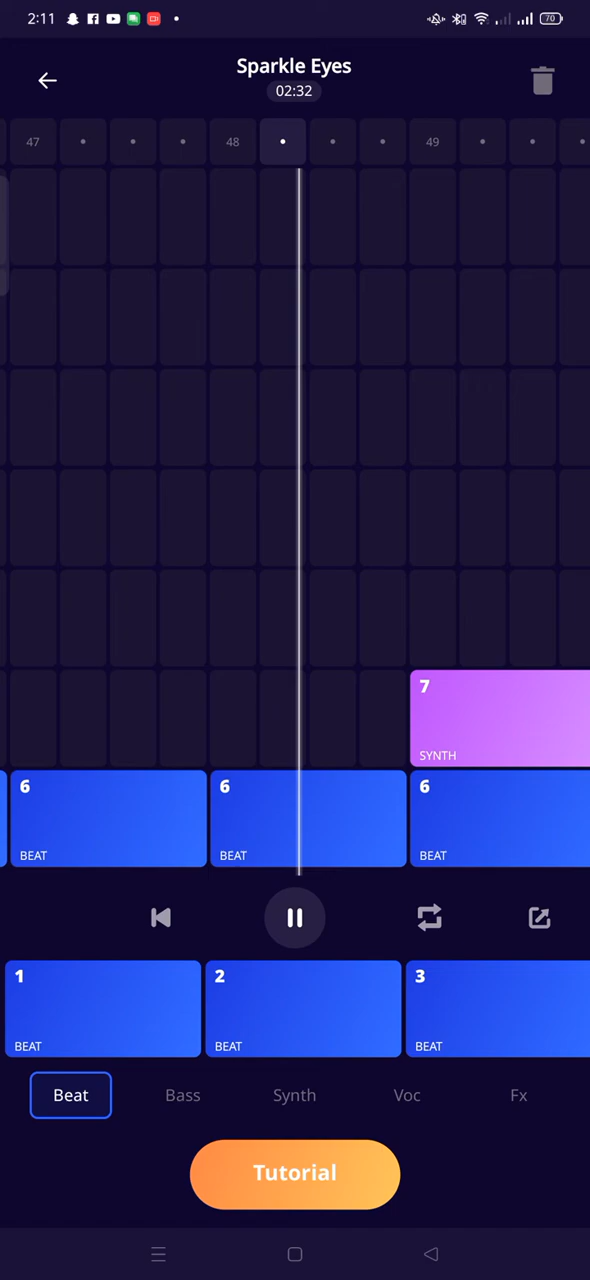 2:11
70
Sparkle Eyes
02:32
47 48 49
7
SYNTH
6 6 6
BEAT BEAT BEAT
1 2 3
BEAT BEAT BEAT
Beat Bass Synth Voc Fx
Tutorial